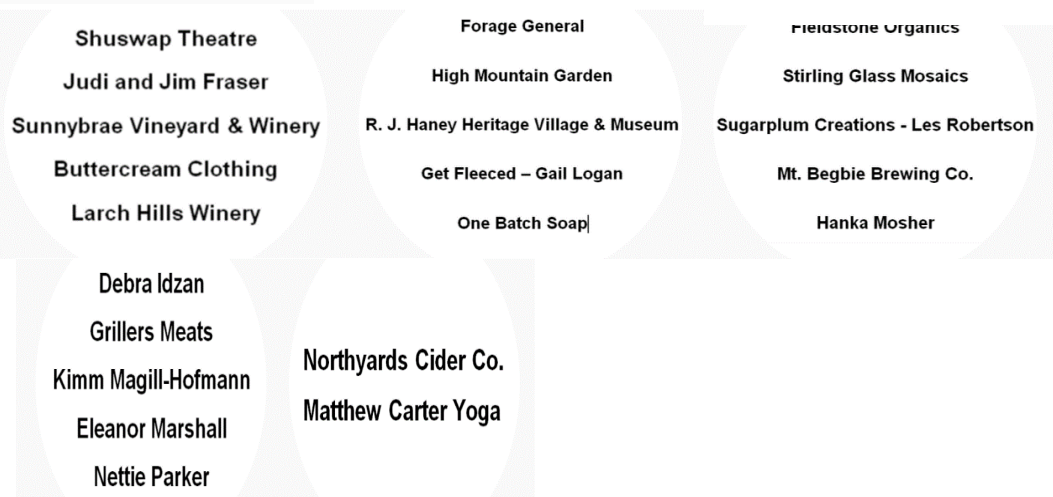 Shuswap Theatre
Judi and Jim Fraser
Sunnybrae Vineyard & Winery
Buttercream Clothing
Larch Hills Winery
Forage General
High Mountain Garden
R. J. Haney Heritage Village & Museum
Get Fleeced – Gail Logan
One Batch Soap
Fieldstone Organics
Stirling Glass Mosaics
Sugarplum Creations - Les Robertson
Mt. Begbie Brewing Co.
Hanka Mosher
Debra Idzan
Grillers Meats
Kimm Magill-Hofmann
Eleanor Marshall
Nettie Parker
Northyards Cider Co.
Matthew Carter Yoga